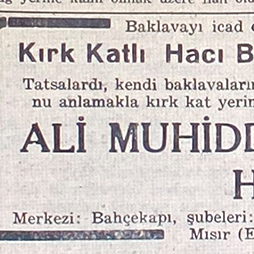 Baklavayı icad
Kırk Katlı Hacı B
Tatsalardı, kendi baklavaların
nu anlamakla kırk kat yerin
ALİ MUHİDD
H
Merkezi: Bahçekapı, şubeleri:
Mısır (E